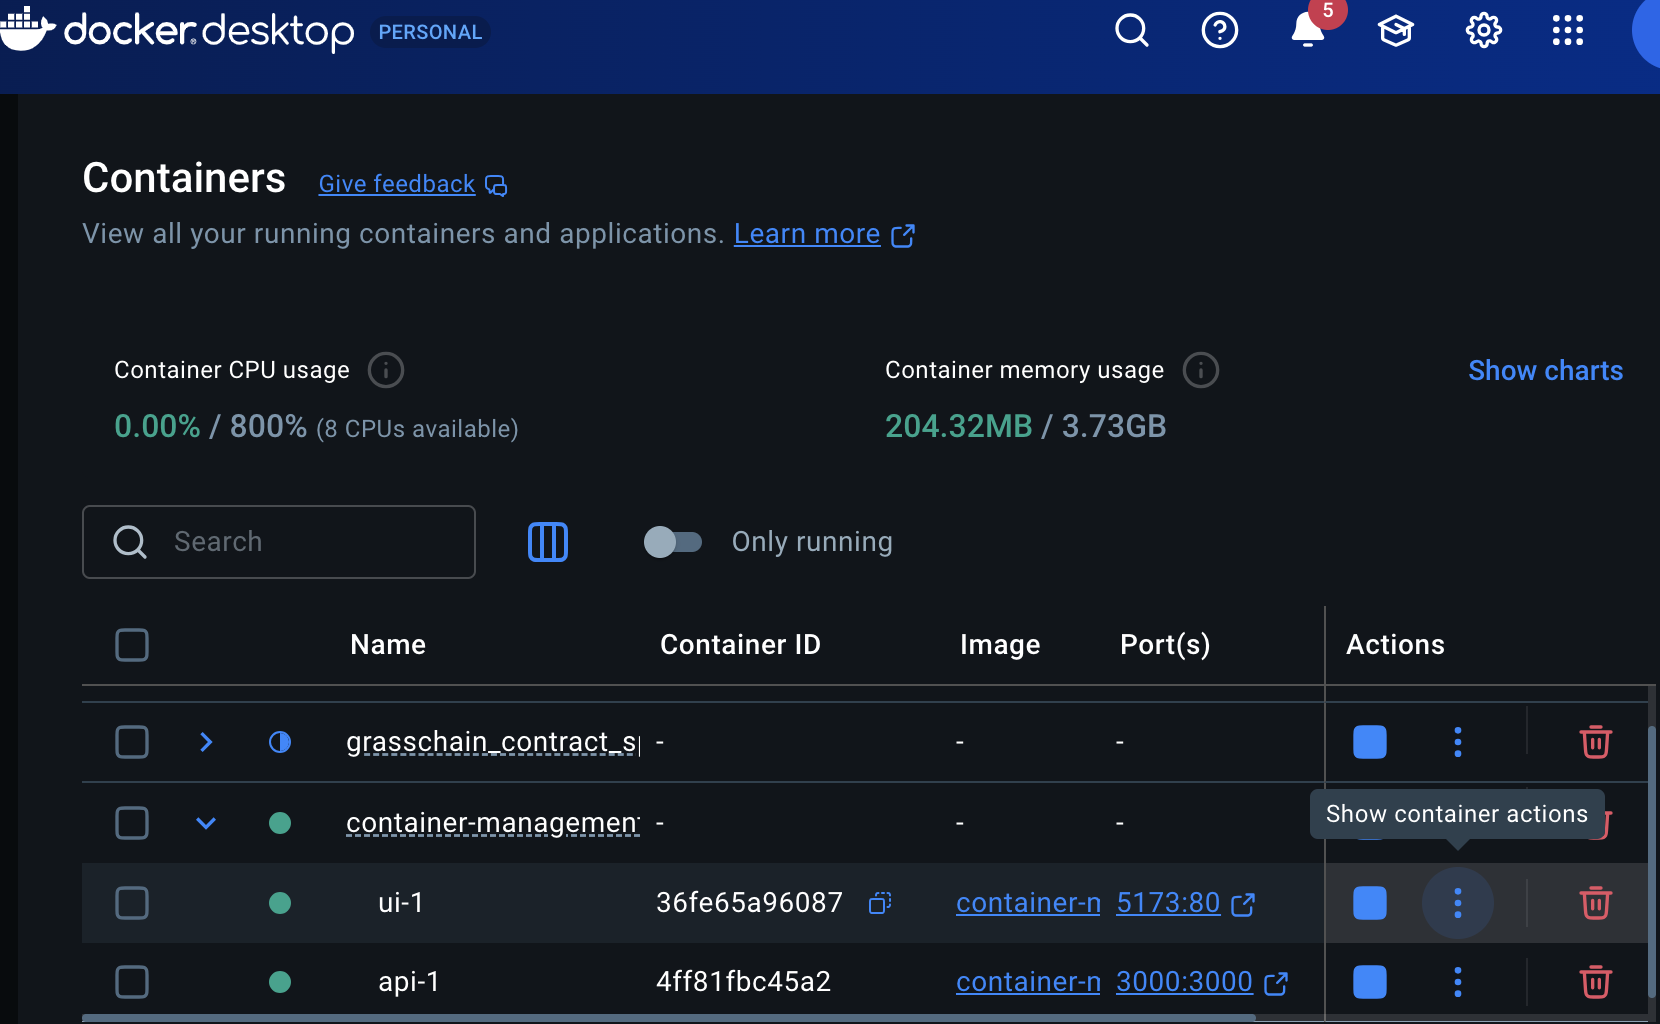 docker desktop PERSONAL 5
Containers Give feedback
View all your running containers and applications. Learn more
Container CPU usage Container memory usage Show charts
0.00% / 800% (8 CPUs available) 204.32MB / 3.73GB
Search Only running
Name Container ID Image Port(s) Actions
grasschain_contract_s - - -
container-managemen - - -
Show container actions
ui-1 36fe65a96087 container-n 5173:80
api-1 4ff81fbc45a2 container-n 3000:3000